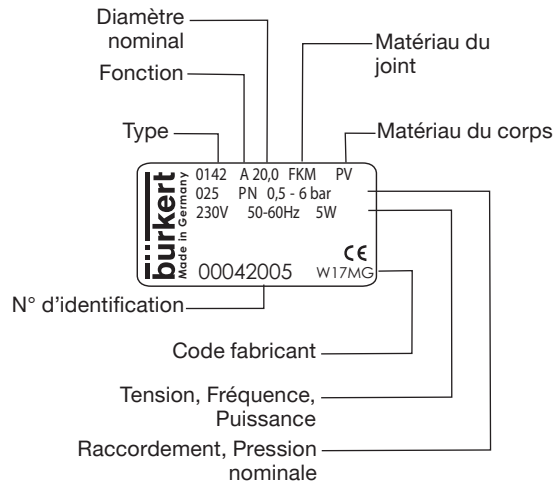 Diamètre
nominal
Fonction
Type
Matériau du
joint
Matériau du corps
burkert
Made in Germany
0142 A 20,0 FKM PV
025 PN 0,5 - 6 bar
230V 50-60Hz 5W
CE
00042005 W17MG
N° d'identification
Code fabricant
Tension, Fréquence,
Puissance
Raccordement, Pression
nominale